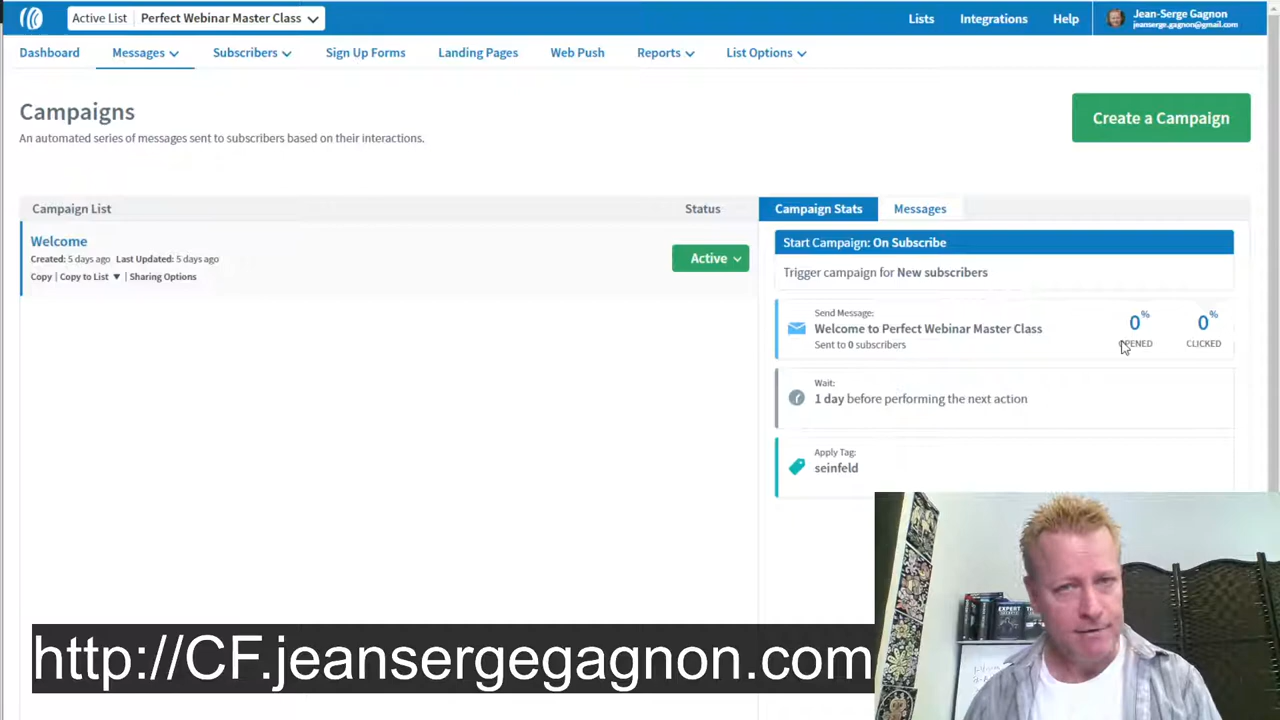 Active List Perfect Webinar Master Class
Lists Integrations Help Jean-Serge Gagnon
jeanserge.gagnon@gmail.com
Dashboard Messages Subscribers Sign Up Forms Landing Pages Web Push Reports List Options
Campaigns
An automated series of messages sent to subscribers based on their interactions.
Create a Campaign
Campaign List Status
Welcome
Created: 5 days ago Last Updated: 5 days ago
Copy | Copy to List ▼ | Sharing Options
Active
Campaign Stats Messages
Start Campaign: On Subscribe
Trigger campaign for New subscribers
Send Message:
Welcome to Perfect Webinar Master Class
Sent to 0 subscribers
0% OPENED
0% CLICKED
Wait:
1 day before performing the next action
Apply Tag:
seinfeld
EXPERT
http://CF.jeansergegagnon.com